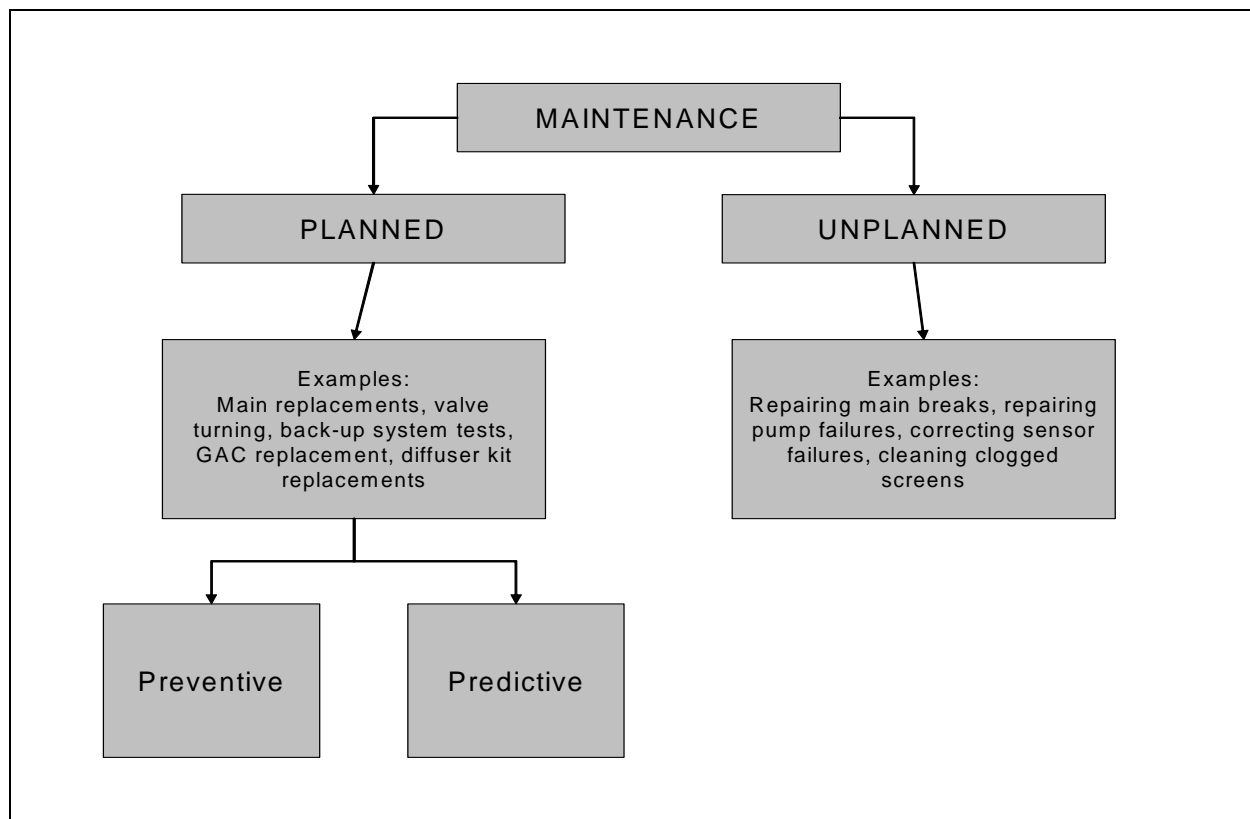 MAINTENANCE
PLANNED
UNPLANNED
Examples:
Main replacements, valve
turning, back-up system tests,
GAC replacement, diffuser kit
replacements
Examples:
Repairing main breaks, repairing
pump failures, correcting sensor
failures, cleaning clogged
screens
Preventive
Predictive